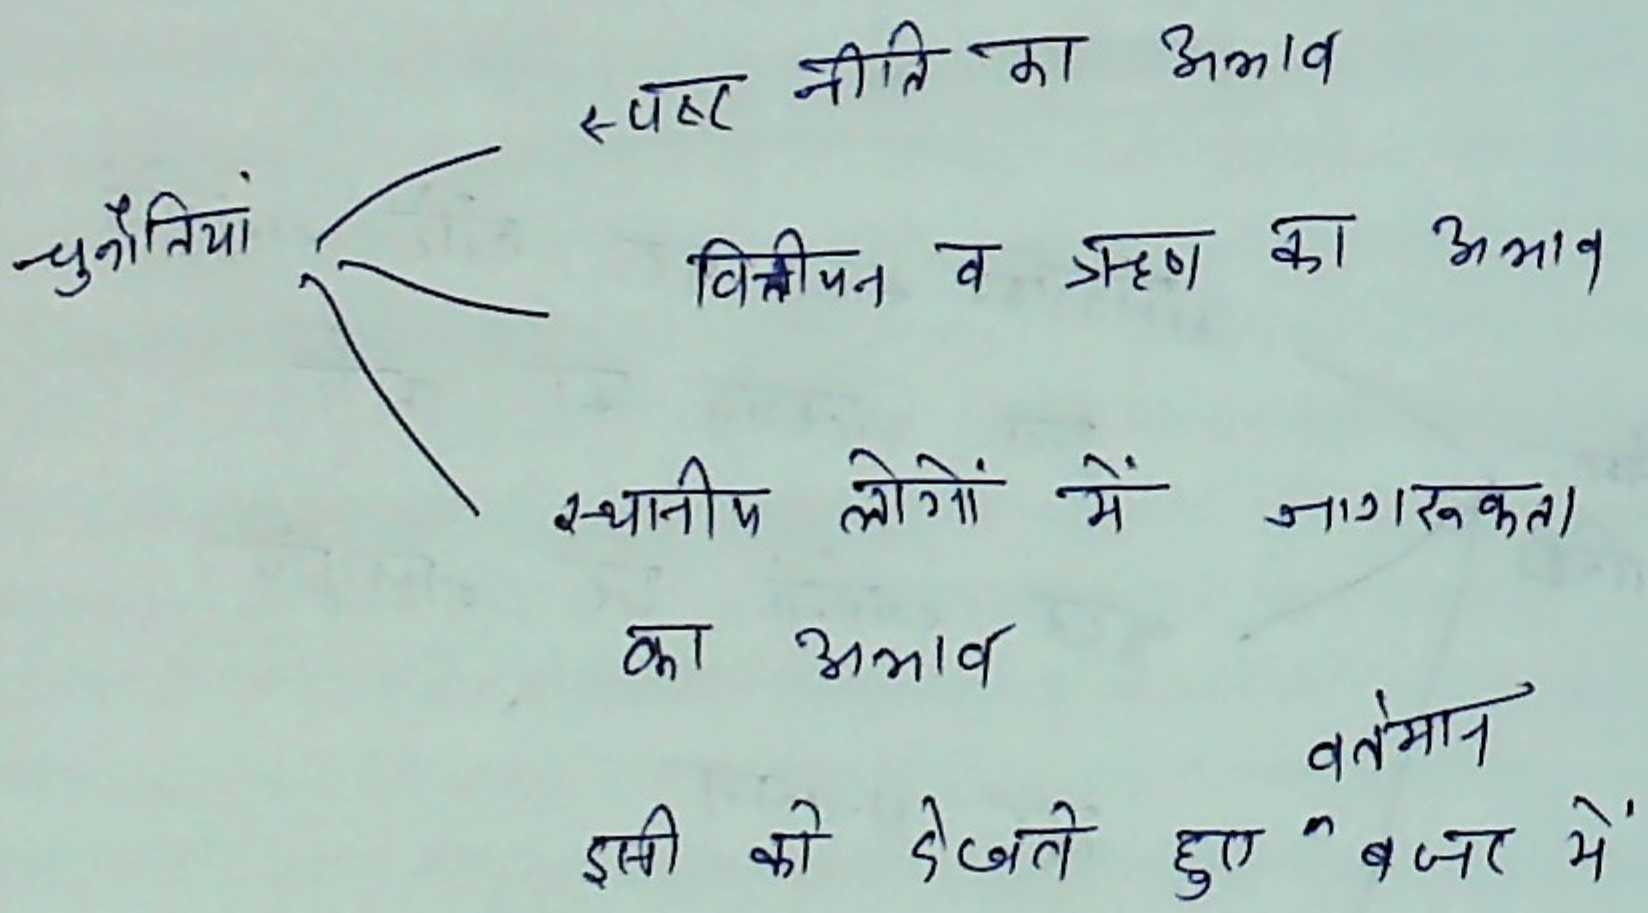 स्पष्ट नीति का अभाव
चुनौतियां
वित्तीयन व ऋण का अभाव
स्थानीय लोगों में जागरूकता
का अभाव
इसी को देखते हुए वर्तमान बजट में